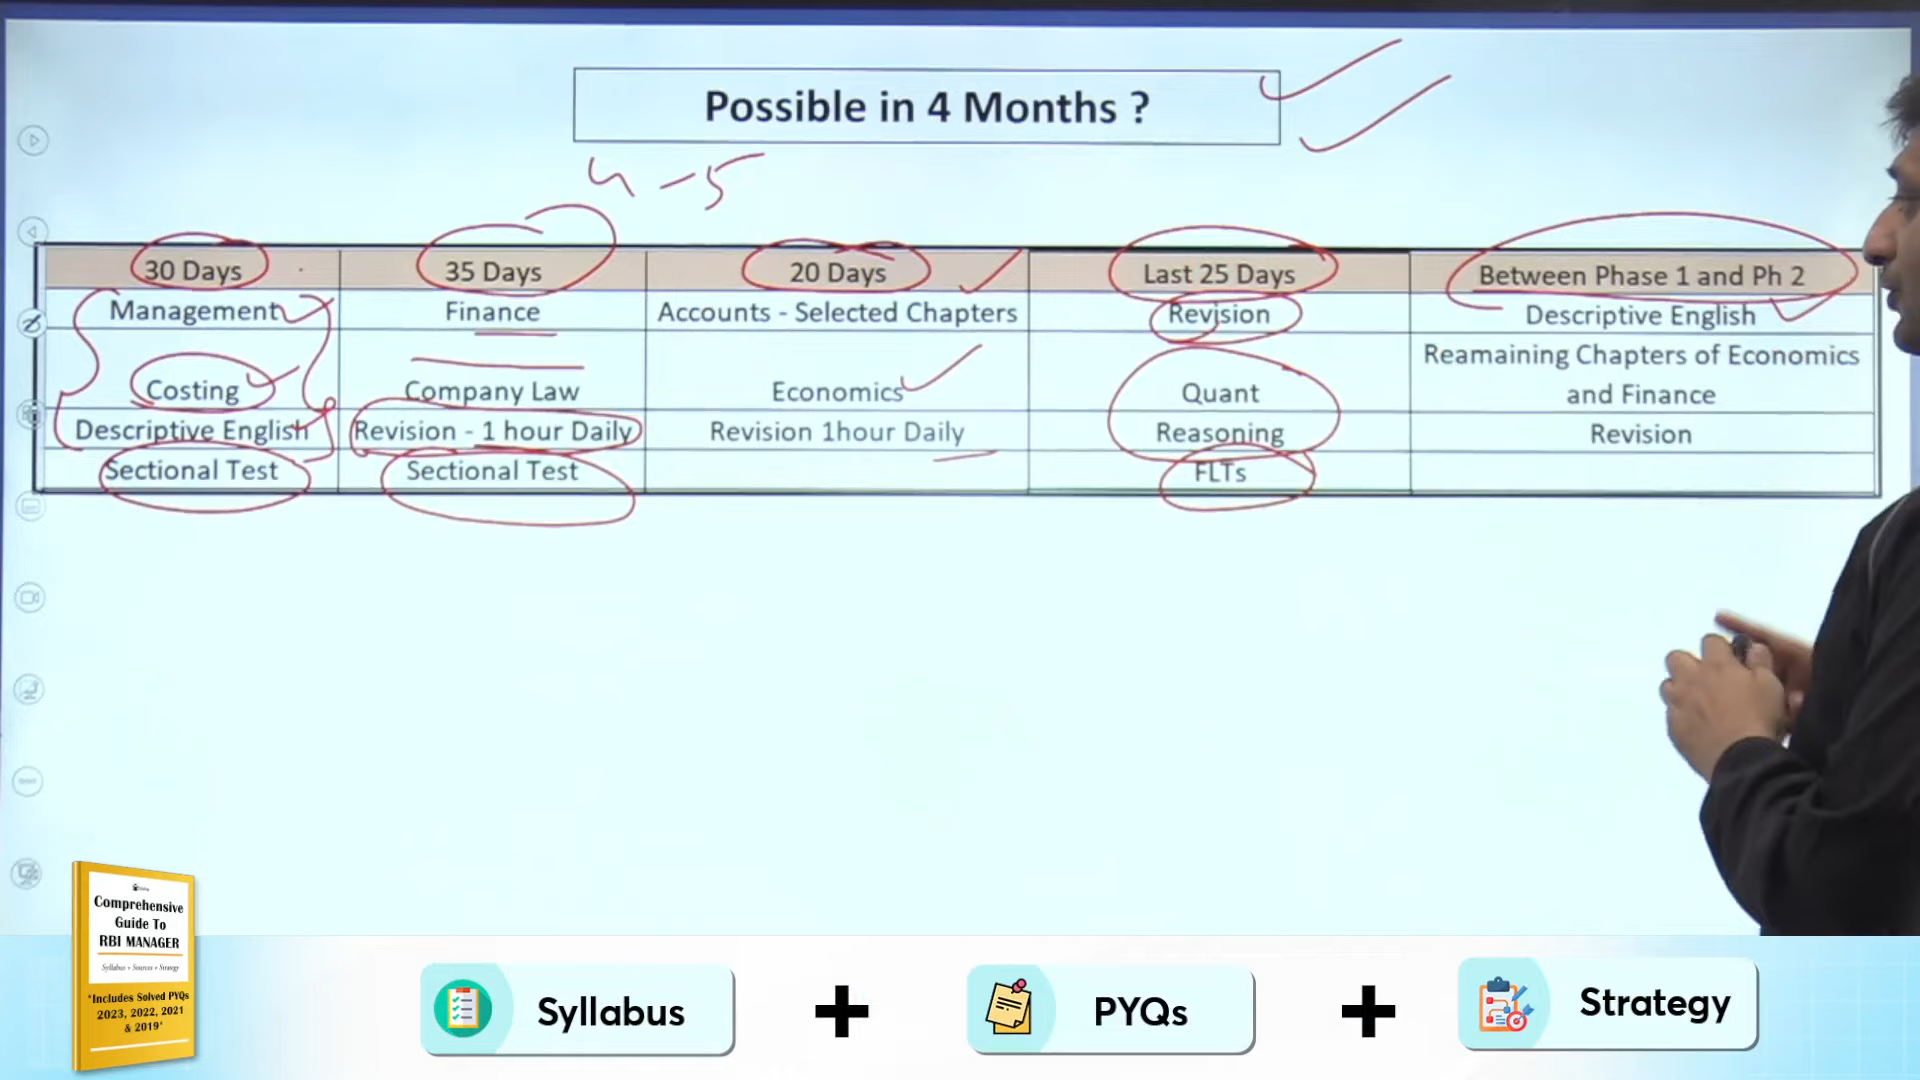 Possible in 4 Months ?
4 - 5
30 Days
35 Days
20 Days
Last 25 Days
Between Phase 1 and Ph 2
Management
Finance
Accounts - Selected Chapters
Revision
Descriptive English
Costing
Company Law
Economics
Quant
Reamaining Chapters of Economics
and Finance
Descriptive English
Revision - 1 hour Daily
Revision 1hour Daily
Reasoning
Revision
Sectional Test
Sectional Test
FLTs
Comprehensive
Guide To
RBI MANAGER
Syllabus + Sources + Strategy
*Includes Solved PYQs
2023, 2022, 2021
& 2019*
Syllabus
+
PYQs
+
Strategy